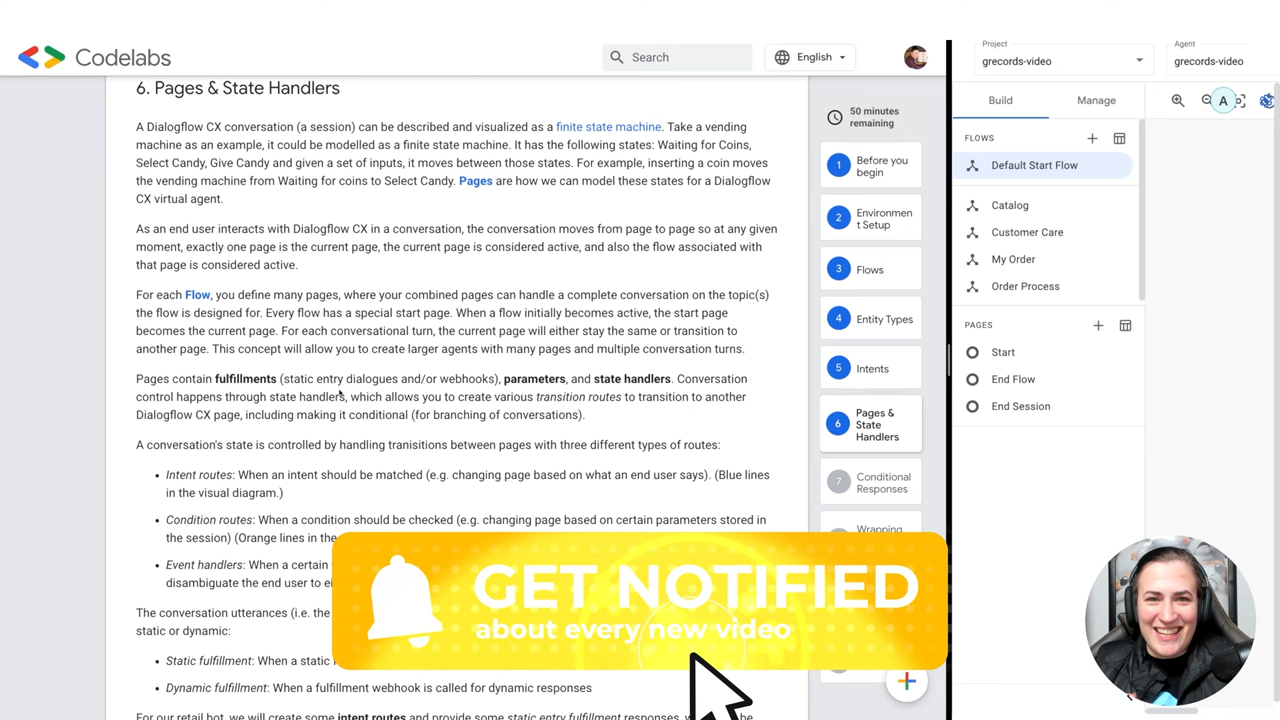 Codelabs
Search
English
6. Pages & State Handlers
A Dialogflow CX conversation (a session) can be described and visualized as a finite state machine. Take a vending
machine as an example, it could be modelled as a finite state machine. It has the following states: Waiting for Coins,
Select Candy, Give Candy and given a set of inputs, it moves between those states. For example, inserting a coin moves
the vending machine from Waiting for coins to Select Candy. Pages are how we can model these states for a Dialogflow
CX virtual agent.
As an end user interacts with Dialogflow CX in a conversation, the conversation moves from page to page so at any given
moment, exactly one page is the current page, the current page is considered active, and also the flow associated with
that page is considered active.
For each Flow, you define many pages, where your combined pages can handle a complete conversation on the topic(s)
the flow is designed for. Every flow has a special start page. When a flow initially becomes active, the start page
becomes the current page. For each conversational turn, the current page will either stay the same or transition to
another page. This concept will allow you to create larger agents with many pages and multiple conversation turns.
Pages contain fulfillments (static entry dialogues and/or webhooks), parameters, and state handlers. Conversation
control happens through state handlers, which allows you to create various transition routes to transition to another
Dialogflow CX page, including making it conditional (for branching of conversations).
A conversation's state is controlled by handling tranisitions between pages with three different types of routes:
• Intent routes: When an intent should be matched (e.g. changing page based on what an end user says). (Blue lines
in the visual diagram.)
• Condition routes: When a condition should be checked (e.g. changing page based on certain parameters stored in
the session) (Orange lines in the
• Event handlers: When a certain
disambiguate the end user to
The conversation utterances (i.e. the
static or dynamic:
• Static fulfillment: When a static
• Dynamic fulfillment: When a fulfillment webhook is called for dynamic responses
For our retail bot, we will create some intent routes and provide some static entry fulfillment responses,
50 minutes
remaining
1
Before you
begin
2
Environmen
t Setup
3
Flows
4
Entity Types
5
Intents
6
Pages &
State
Handlers
7
Conditional
Responses
Wrapping
Project
grecords-video
Agent
grecords-video
Build
Manage
A
FLOWS
Default Start Flow
Catalog
Customer Care
My Order
Order Process
PAGES
Start
End Flow
End Session
GET NOTIFIED
about every new video